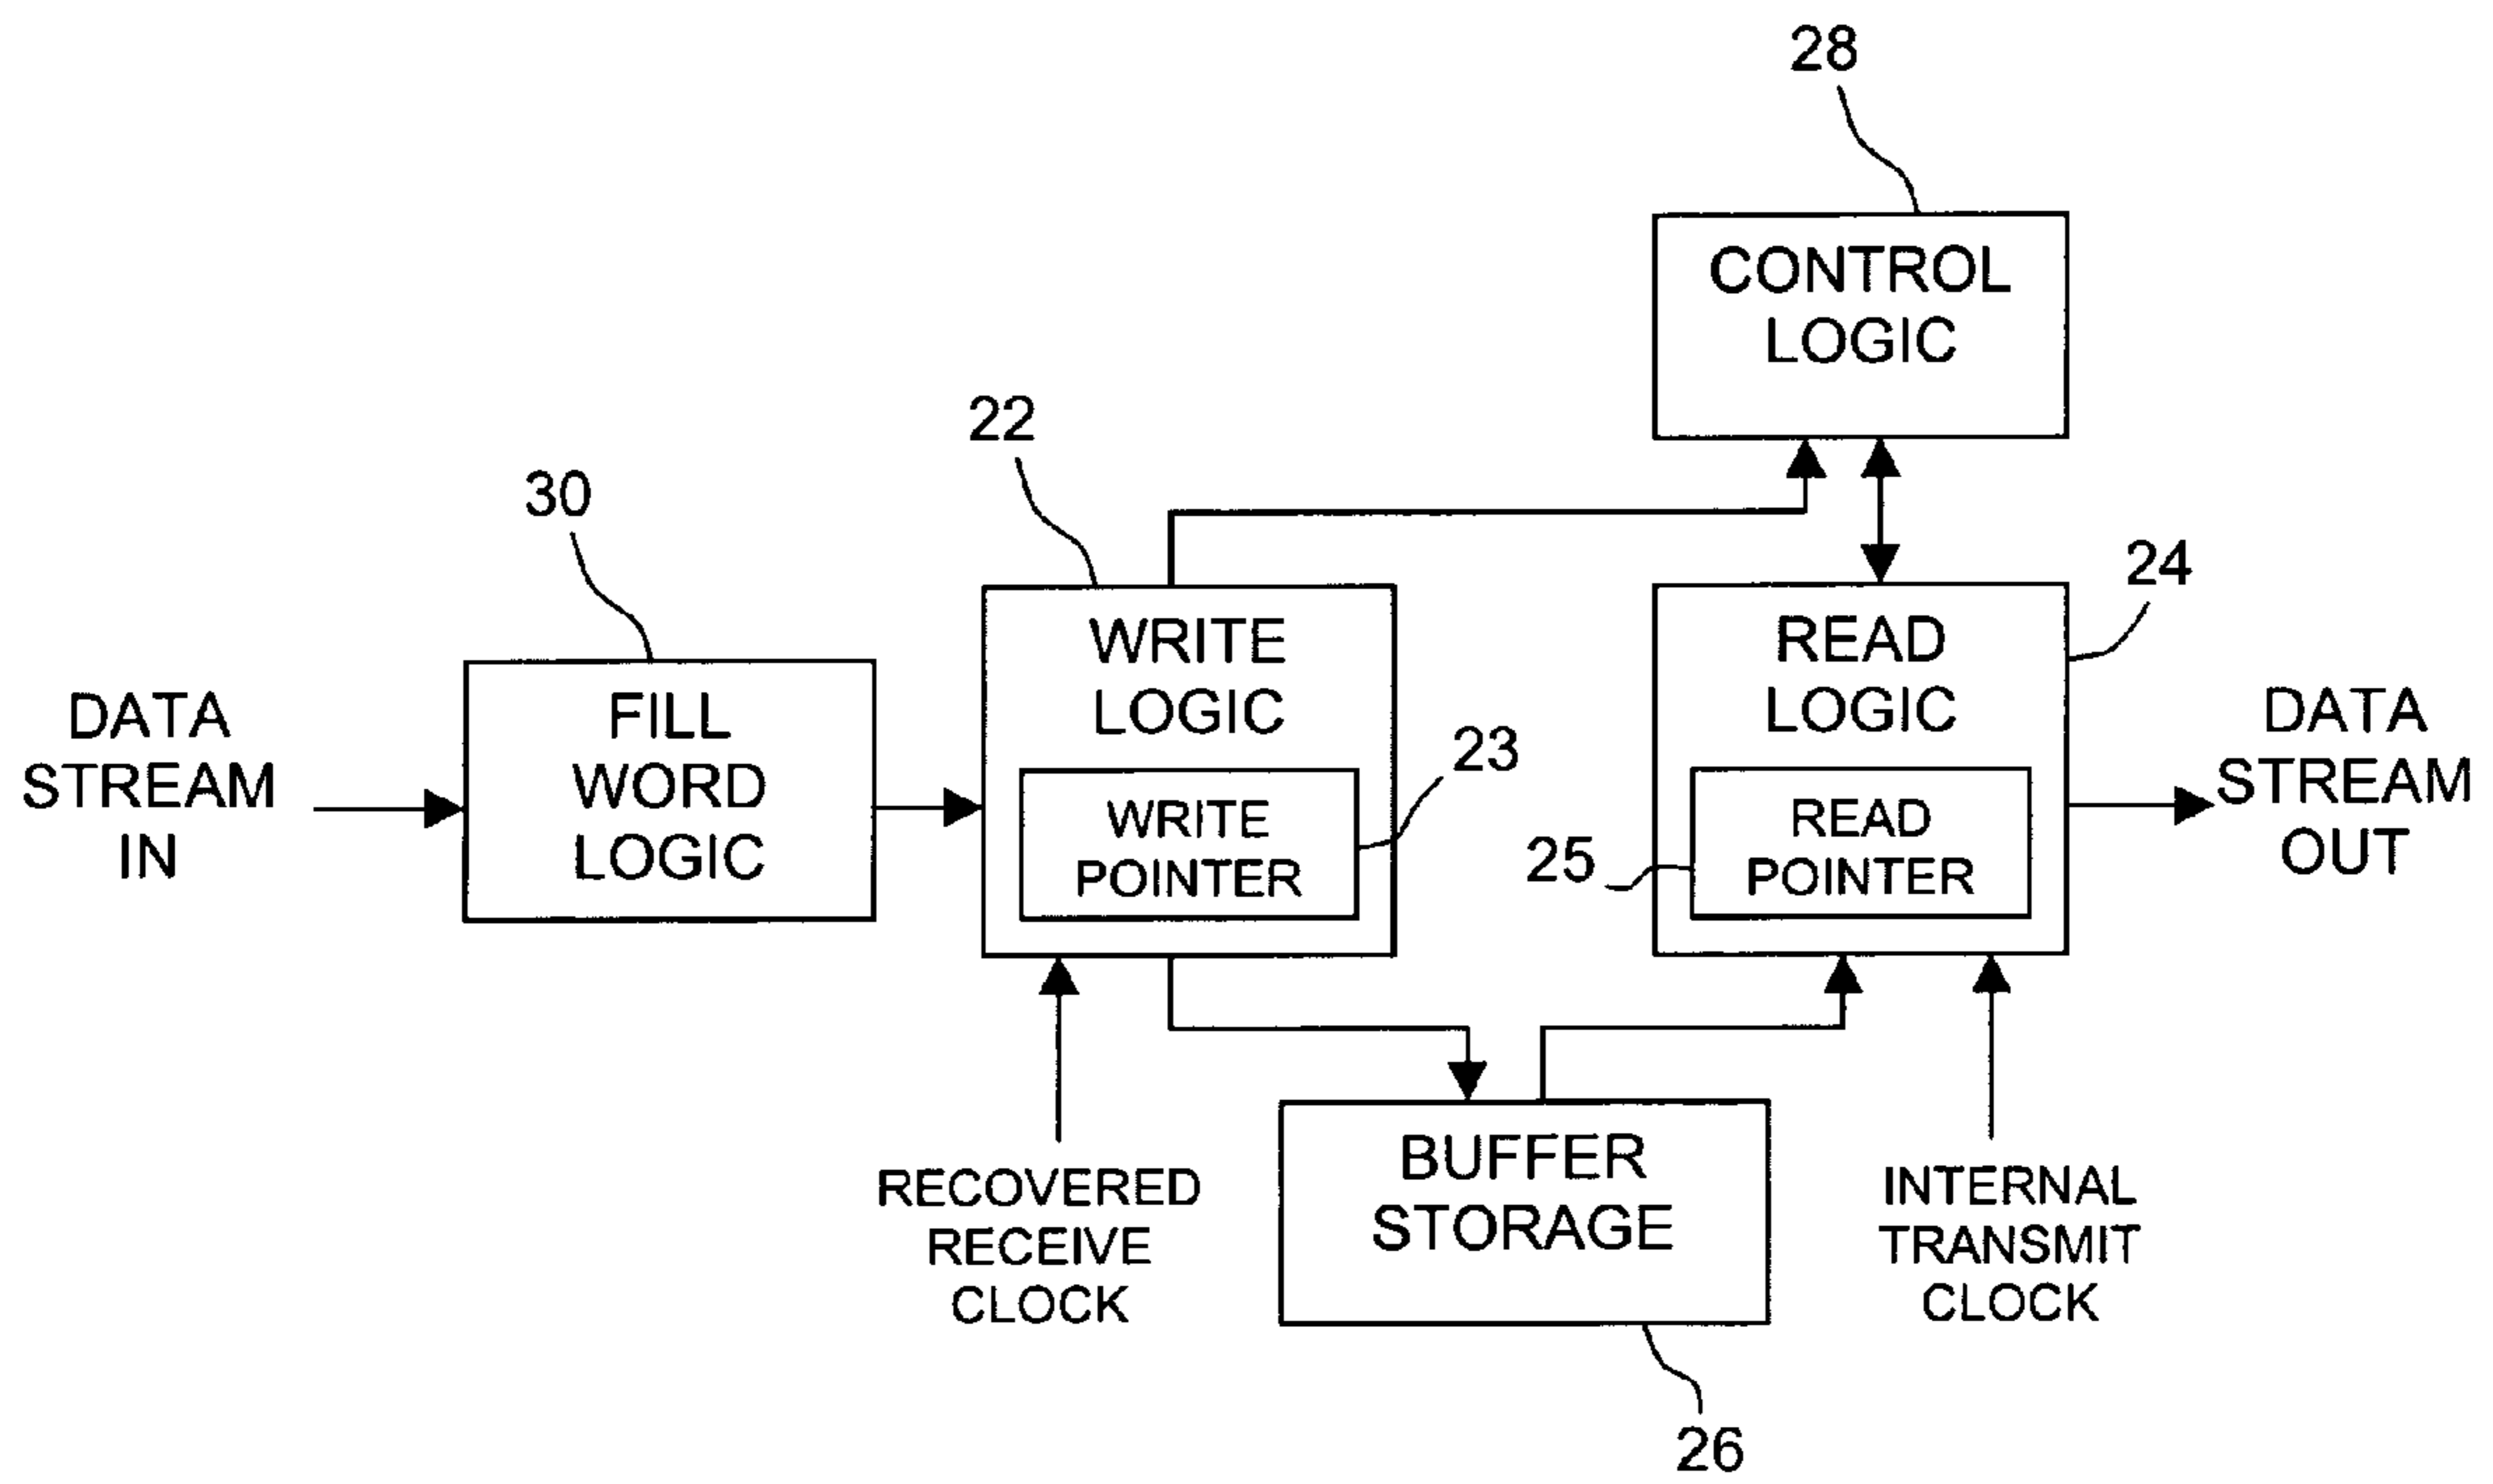 28
CONTROL
LOGIC
22
30
24
WRITE
LOGIC
READ
LOGIC
DATA
STREAM
IN
FILL
WORD
LOGIC
23
WRITE
POINTER
25
READ
POINTER
DATA
STREAM
OUT
RECOVERED
RECEIVE
CLOCK
BUFFER
STORAGE
INTERNAL
TRANSMIT
CLOCK
26